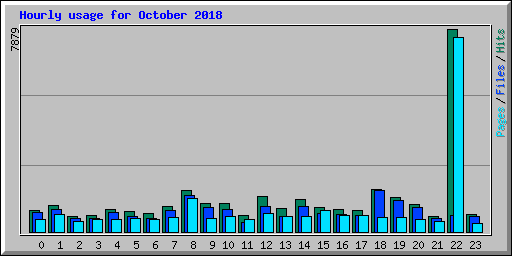 Hourly usage for October 2018
7879
Pages / Files / Hits
0 1 2 3 4 5 6 7 8 9 10 11 12 13 14 15 16 17 18 19 20 21 22 23